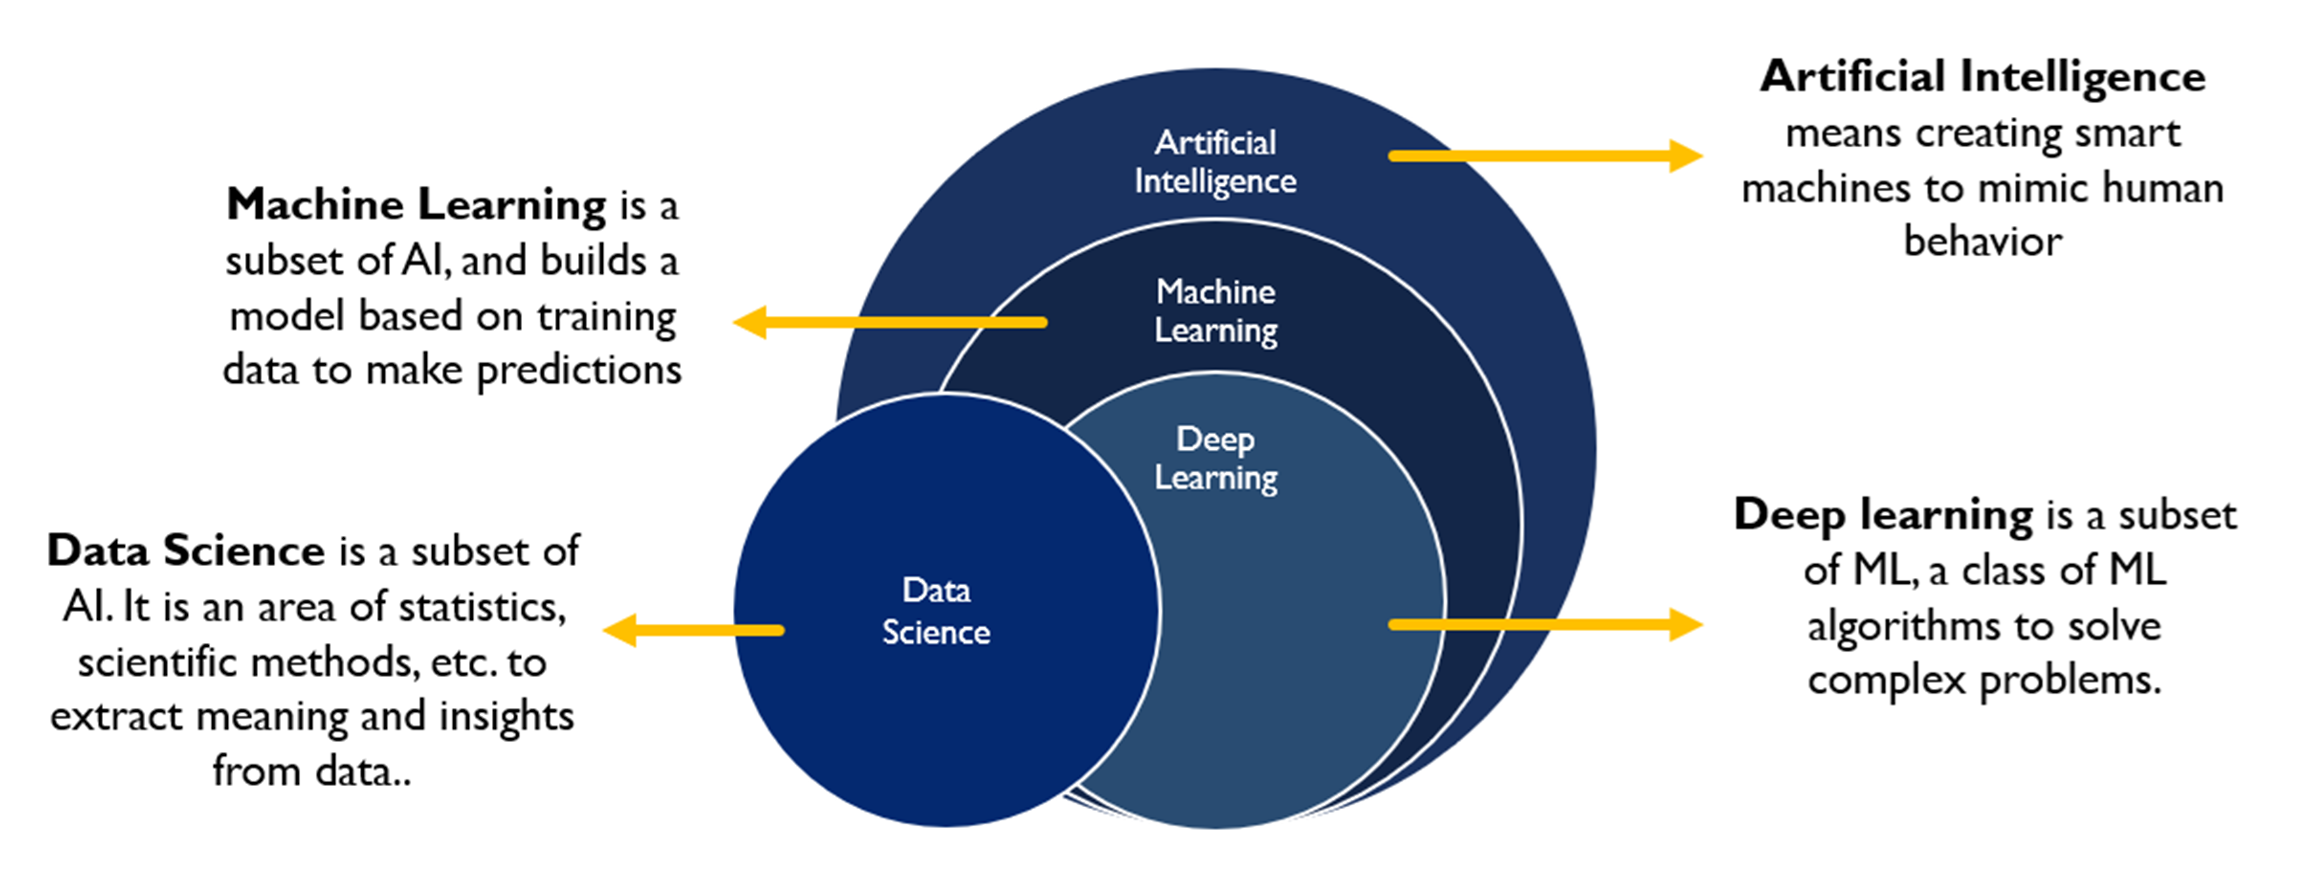 Artificial Intelligence
means creating smart
machines to mimic human
behavior
Artificial
Intelligence
Machine Learning is a
subset of AI, and builds a
model based on training
data to make predictions
Machine
Learning
Deep
Learning
Deep learning is a subset
of ML, a class of ML
algorithms to solve
complex problems.
Data Science is a subset of
AI. It is an area of statistics,
scientific methods, etc. to
extract meaning and insights
from data..
Data
Science